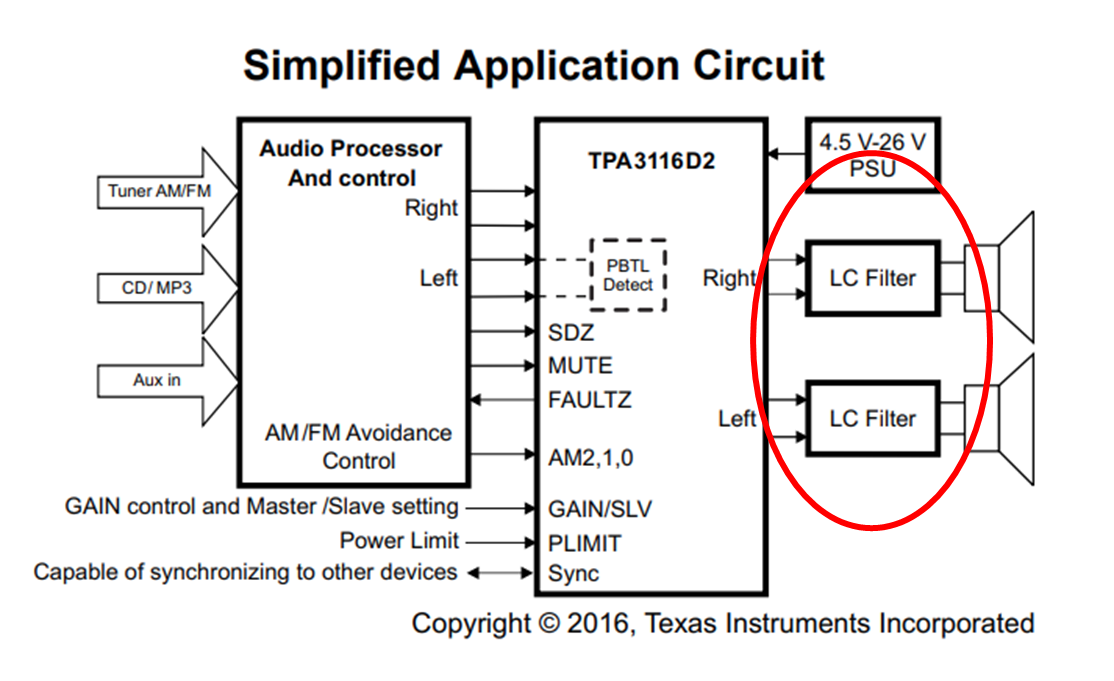 Simplified Application Circuit
Audio Processor
And control
TPA3116D2
4.5 V-26 V
PSU
Tuner AM/FM
Right
CD/ MP3
Left
PBTL
Detect
Right
LC Filter
SDZ
MUTE
Aux in
FAULTZ
Left
LC Filter
AM/FM Avoidance
Control
AM2,1,0
GAIN control and Master /Slave setting
GAIN/SLV
Power Limit
PLIMIT
Capable of synchronizing to other devices
Sync
Copyright © 2016, Texas Instruments Incorporated